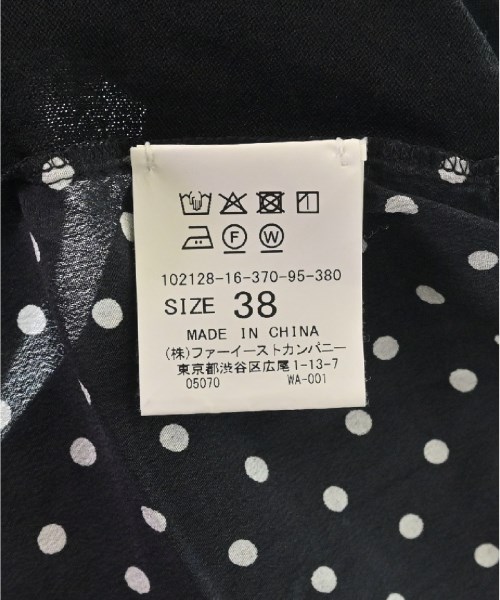 F W
102128-16-370-95-380
SIZE 38
MADE IN CHINA
(株)ファーイーストカンパニー
東京都渋谷区広尾1-13-7
05070 WA-001